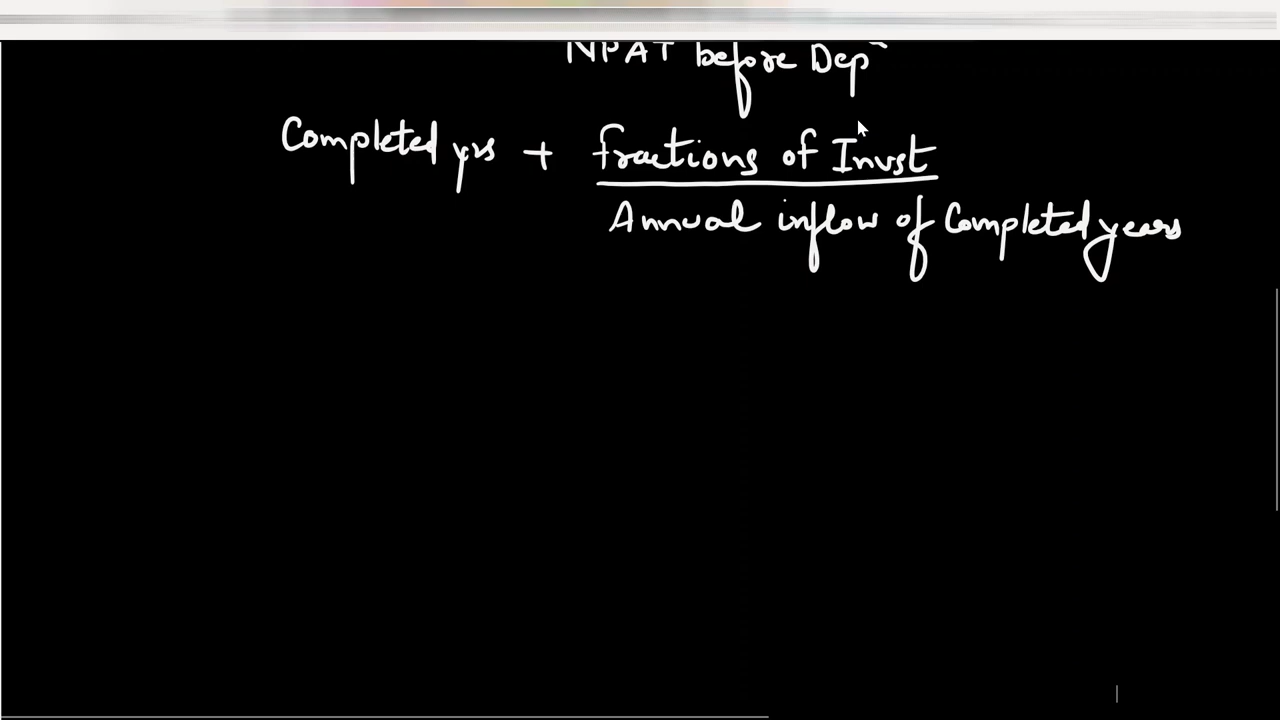 NPAT before Depⁿ
Completed yrs + fractions of Invst
Annual inflow of Completed years